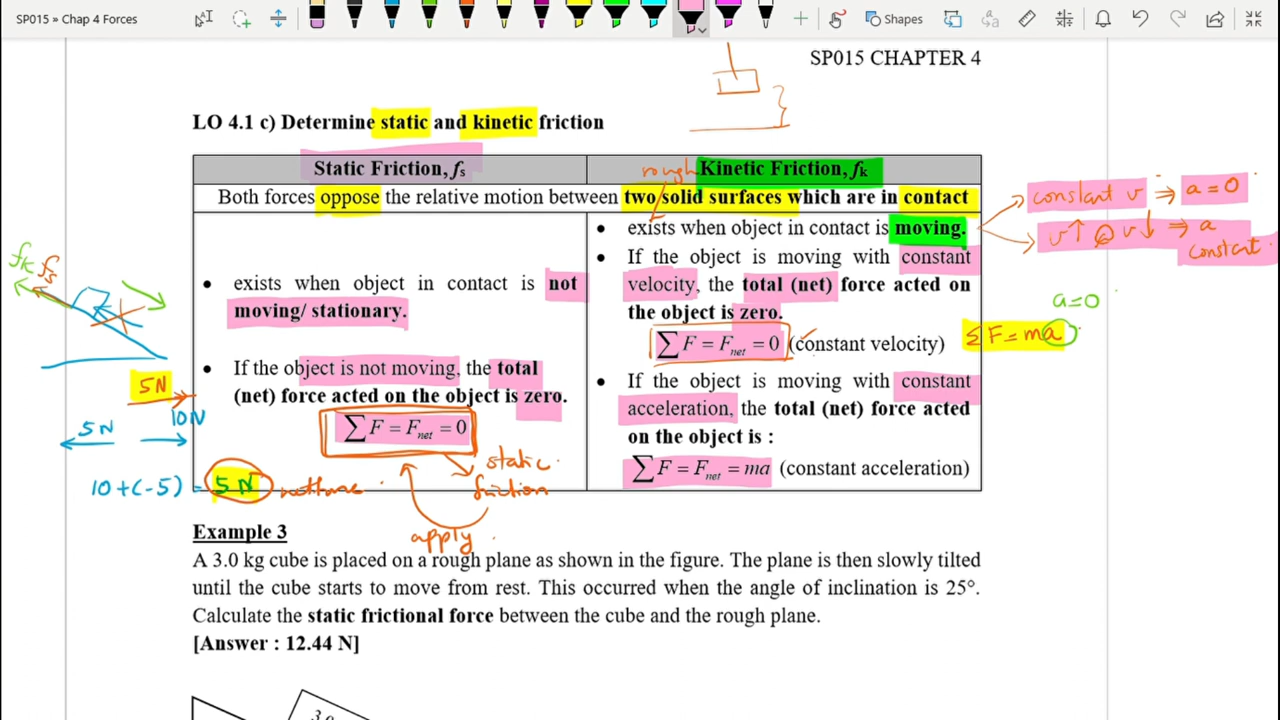 SP015 » Chap 4 Forces
Shapes
SP015 CHAPTER 4
LO 4.1 c) Determine static and kinetic friction
Static Friction, fs
rough
Kinetic Friction, fk
Both forces oppose the relative motion between two solid surfaces which are in contact
• exists when object in contact is not
moving/ stationary.
• If the object is not moving, the total
(net) force acted on the object is zero.
∑F = Fnet = 0
static
friction
apply
• exists when object in contact is moving.
• If the object is moving with constant
velocity, the total (net) force acted on
the object is zero.
∑F = Fnet = 0 (constant velocity)
• If the object is moving with constant
acceleration, the total (net) force acted
on the object is :
∑F = Fnet = ma (constant acceleration)
constant v ⇒ a = 0
v↑ @ v↓ ⇒ a
constant
a=0
ΣF = ma
fk fs
5N
10N
5N
10+(-5) = 5 N
Example 3
A 3.0 kg cube is placed on a rough plane as shown in the figure. The plane is then slowly tilted
until the cube starts to move from rest. This occurred when the angle of inclination is 25°.
Calculate the static frictional force between the cube and the rough plane.
[Answer : 12.44 N]